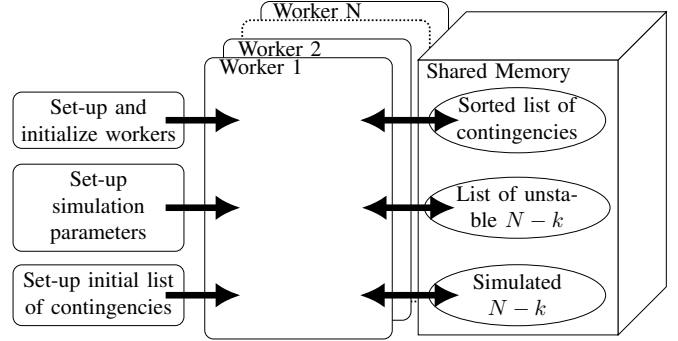 Worker N
Worker 2
Worker 1
Shared Memory
Set-up and
initialize workers
Set-up
simulation
parameters
Set-up initial list
of contingencies
Sorted list of
contingencies
List of unsta-
ble N − k
Simulated
N − k